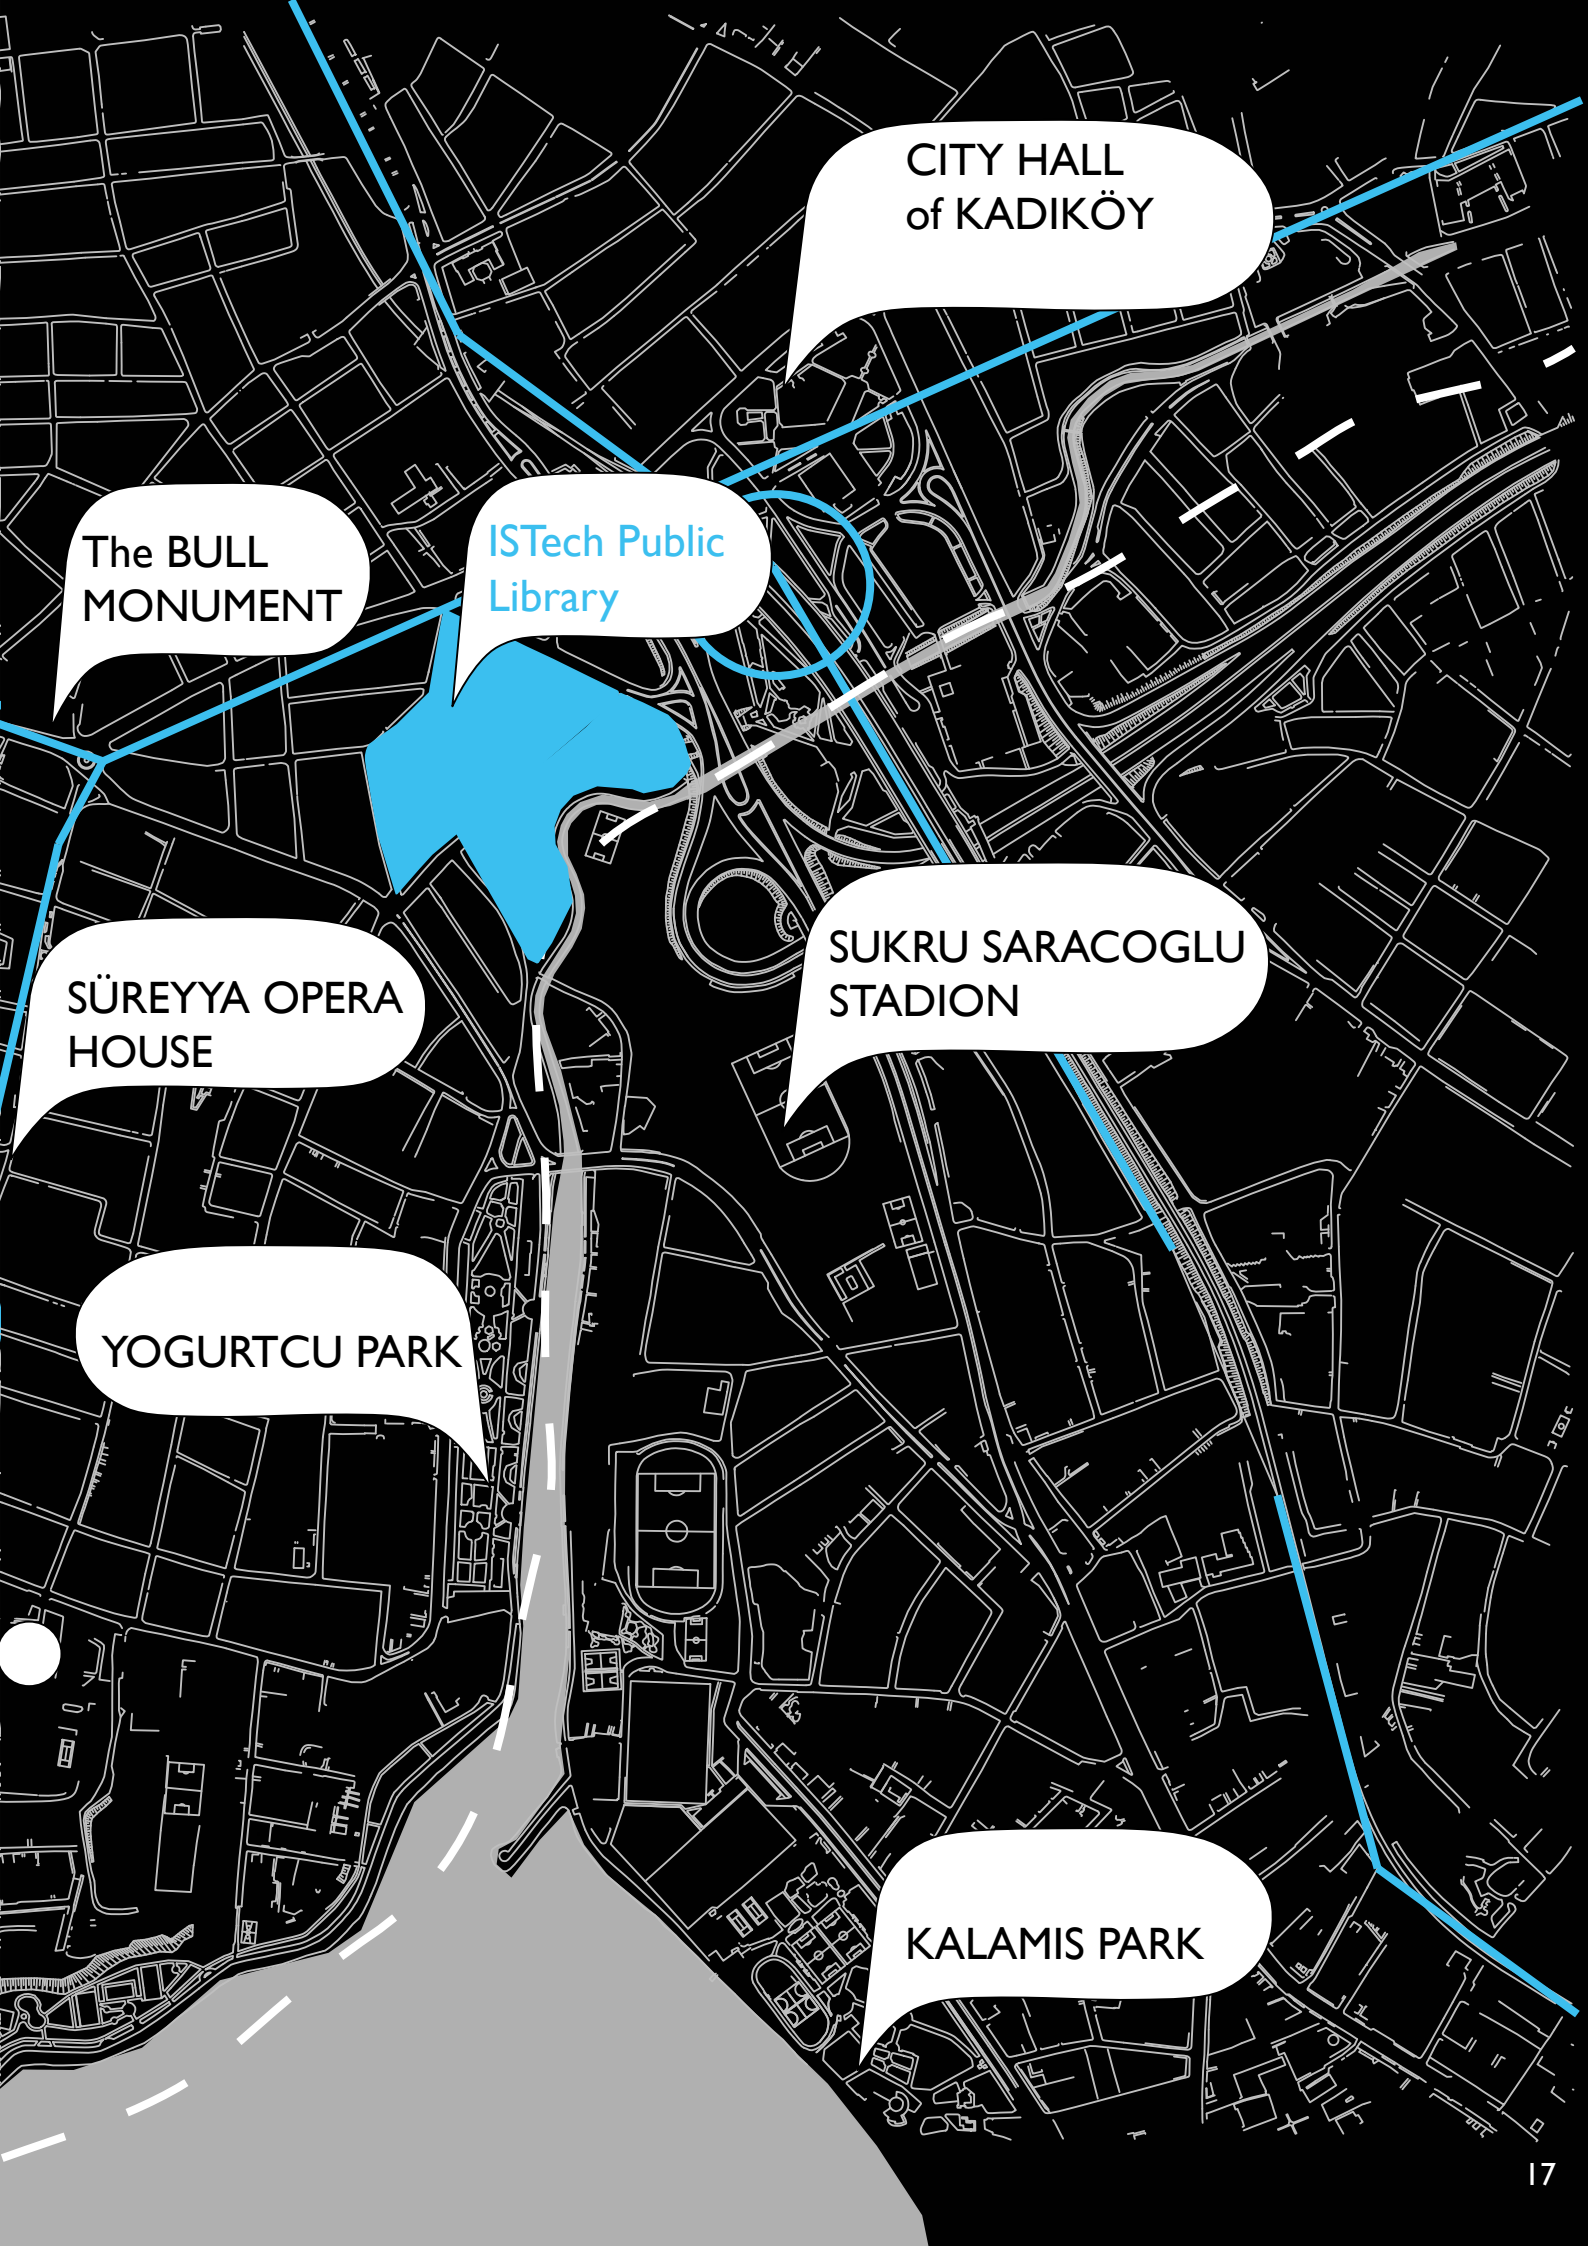 CITY HALL
of KADIKÖY
The BULL
MONUMENT
ISTech Public
Library
SUKRU SARACOGLU
STADION
SÜREYYA OPERA
HOUSE
YOGURTCU PARK
KALAMIS PARK
17